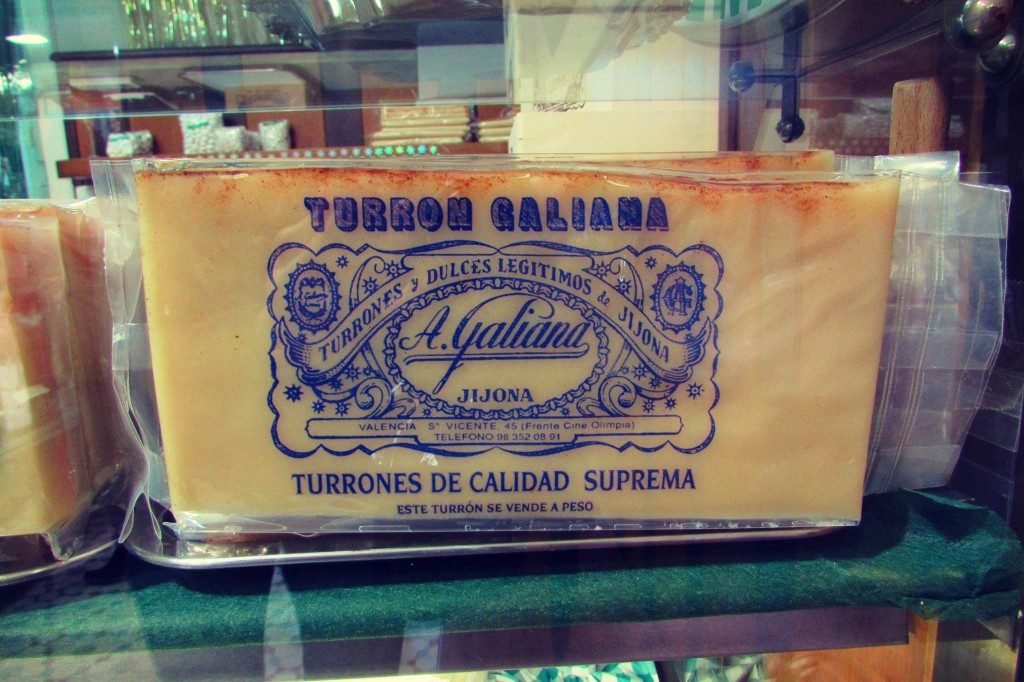 TURRON GALIANA
TURRONES y DULCES LEGITIMOS de JIJONA
A. Galiana
JIJONA
VALENCIA Sn VICENTE, 45 (Frente Cine Olimpia)
TELEFONO 96 352 08 91
TURRONES DE CALIDAD SUPREMA
ESTE TURRÓN SE VENDE A PESO